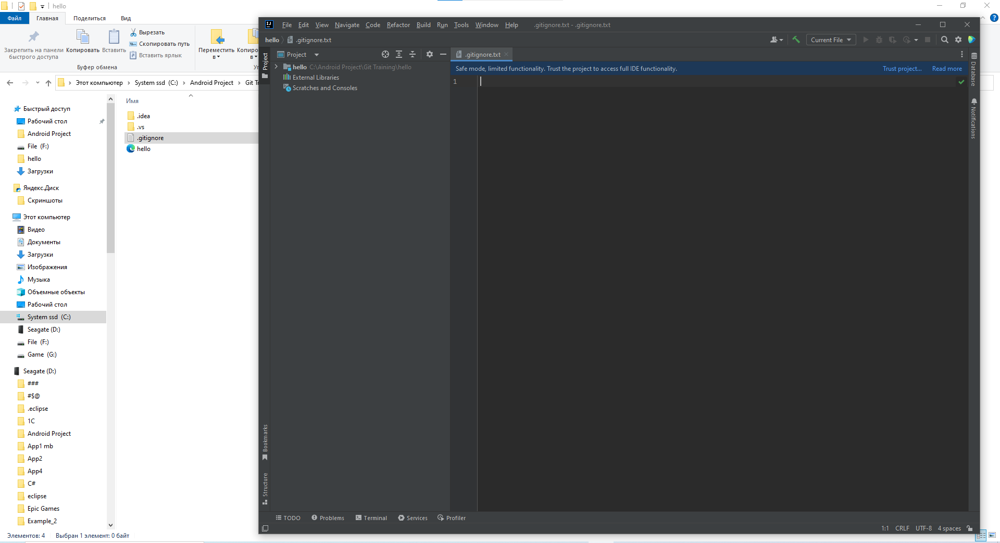 hello
Файл Главная Поделиться Вид
Закрепить на панели
быстрого доступа
Копировать
Вставить
Вырезать
Скопировать путь
Вставить ярлык
Буфер обмена
Переместить
в
Копиро
в
Уп
Этот компьютер System ssd (C:) Android Project Git Tr
Быстрый доступ
Рабочий стол
Android Project
File (F:)
hello
Загрузки
Яндекс.Диск
Скриншоты
Этот компьютер
Видео
Документы
Загрузки
Изображения
Музыка
Объемные объекты
Рабочий стол
System ssd (C:)
Seagate (D:)
File (F:)
Game (G:)
Seagate (D:)
###
#$@
.eclipse
1C
Android Project
App1 mb
App2
App4
C#
eclipse
Epic Games
Example_2
Имя
.idea
.vs
.gitignore
hello
Элементов: 4 Выбран 1 элемент: 0 байт
IJ File Edit View Navigate Code Refactor Build Run Tools Window Help .gitignore.txt - .gitignore.txt
hello .gitignore.txt
Current File
Project
Project
hello C:\Android Project\Git Training\hello
External Libraries
Scratches and Consoles
.gitignore.txt
Safe mode, limited functionality. Trust the project to access full IDE functionality. Trust project... Read more
1
Database
Notifications
Bookmarks
Structure
TODO Problems Terminal Services Profiler
1:1 CRLF UTF-8 4 spaces